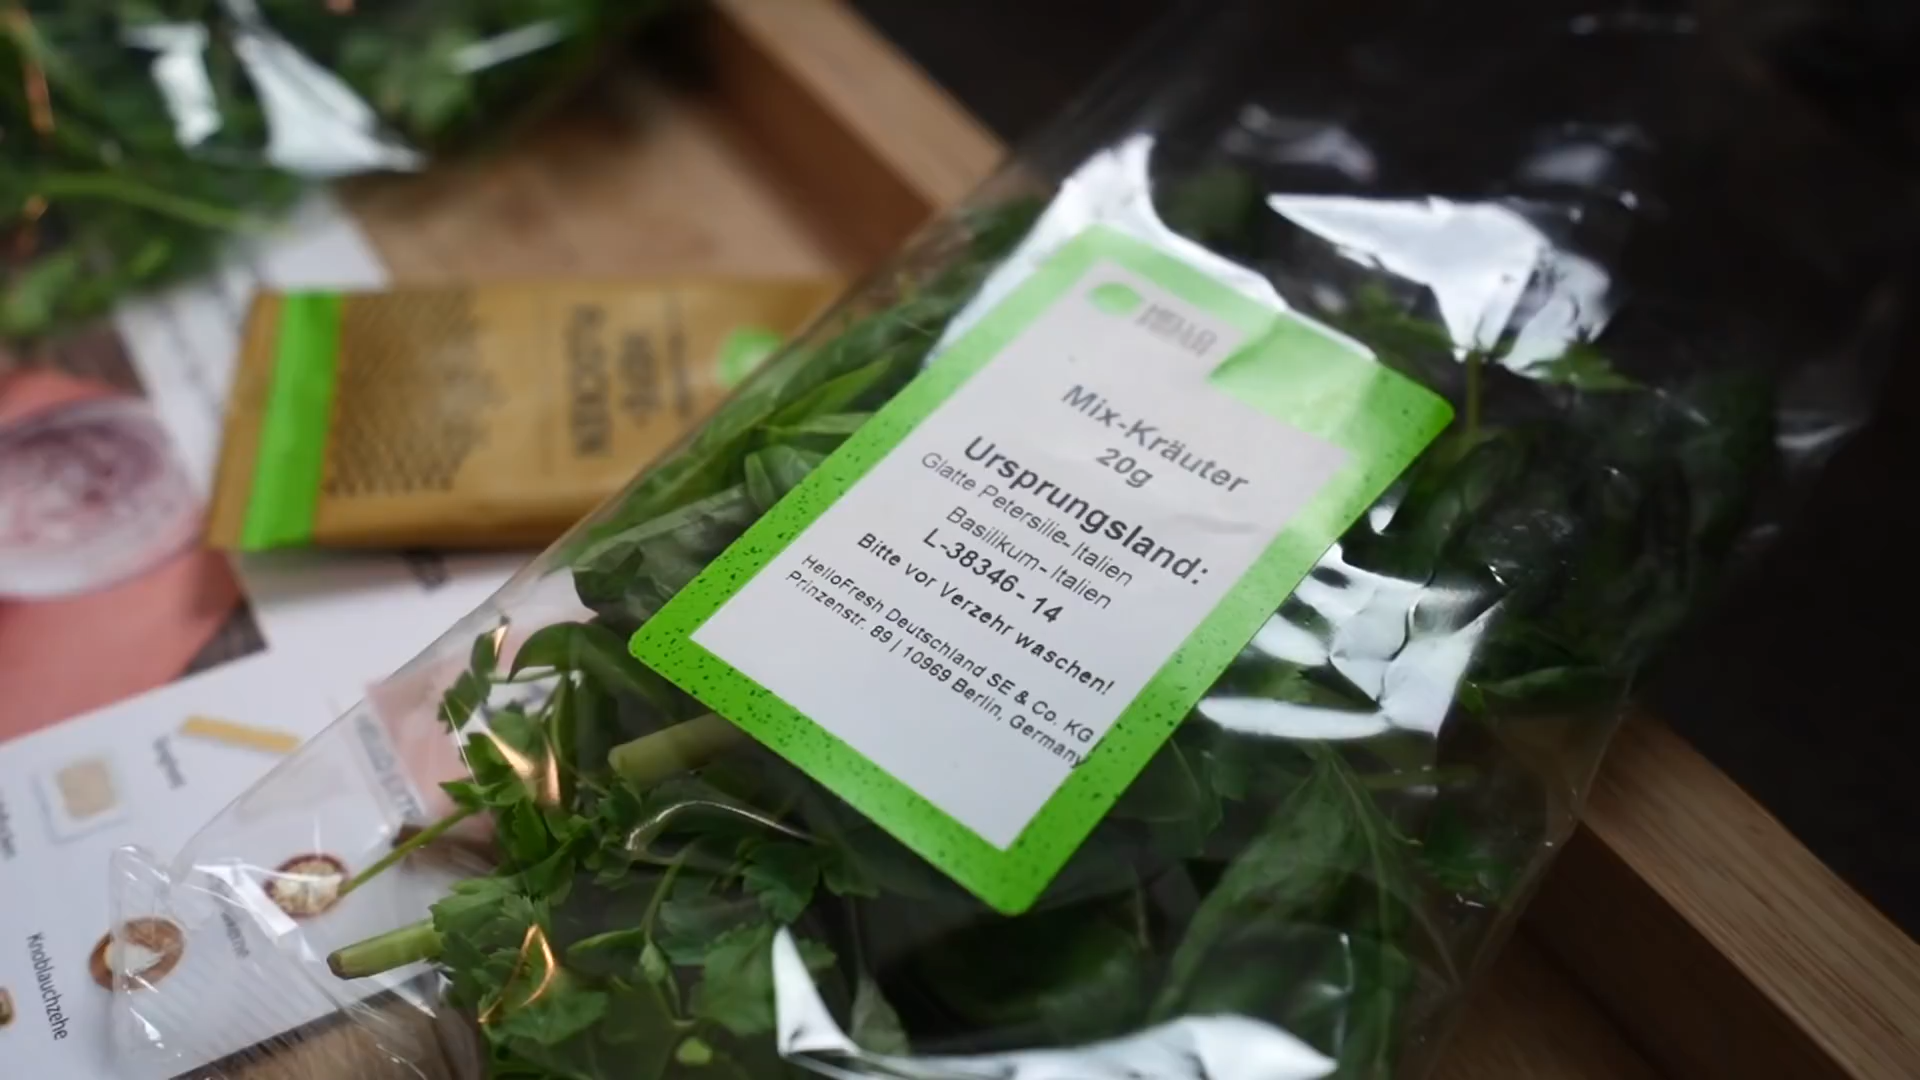 Mix-Kräuter
20g
Ursprungsland:
Glatte Petersilie-Italien
Basilikum-Italien
L-38346-14
Bitte vor Verzehr waschen!
HelloFresh Deutschland SE & Co. KG
Prinzenstr. 89 | 10969 Berlin, Germany
Knoblauchzehe